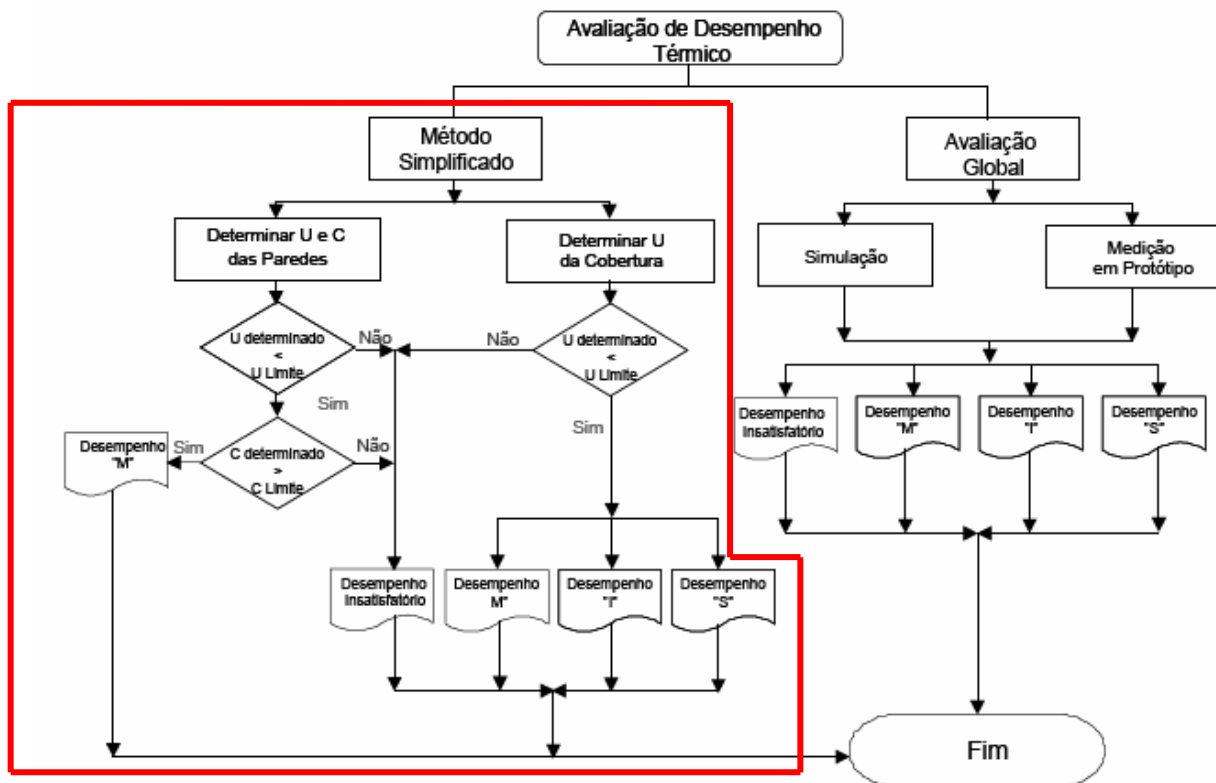 Avaliação de Desempenho
Térmico
Método
Simplificado
Avaliação
Global
Determinar U e C
das Paredes
Determinar U
da Cobertura
Simulação
Medição
em Protótipo
U determinado
<
U Limite
Não
Não
U determinado
<
U Limite
Sim
Sim
Desempenho
"M"
Sim
C determinado
>
C Limite
Não
Desempenho
Insatisfatório
Desempenho
"M"
Desempenho
"I"
Desempenho
"S"
Desempenho
Insatisfatório
Desempenho
M"
Desempenho
"I"
Desempenho
"S"
Fim